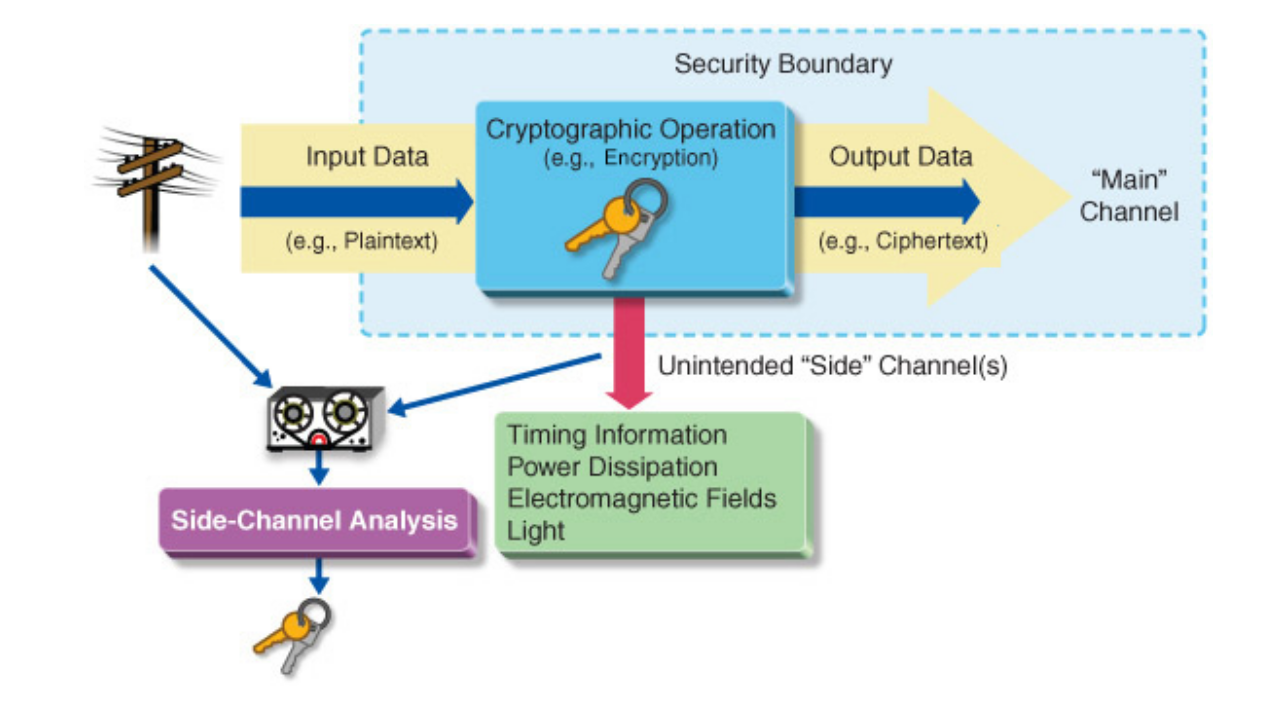 Security Boundary
Cryptographic Operation
(e.g., Encryption)
Input Data
(e.g., Plaintext)
Output Data
(e.g., Ciphertext)
“Main”
Channel
Unintended “Side” Channel(s)
Timing Information
Power Dissipation
Electromagnetic Fields
Light
Side-Channel Analysis